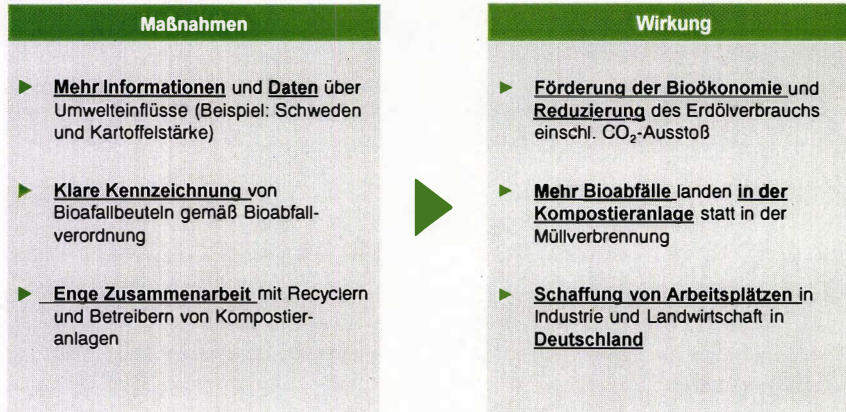 Maßnahmen
Mehr Informationen und Daten über
Umwelteinflüsse (Beispiel: Schweden
und Kartoffelstärke)
Klare Kennzeichnung von
Bioafallbeuteln gemäß Bioabfall-
verordnung
Enge Zusammenarbeit mit Recyclern
und Betreibern von Kompostier-
anlagen
Wirkung
Förderung der Bioökonomie und
Reduzierung des Erdölverbrauchs
einschl. CO₂-Ausstoß
Mehr Bioabfälle landen in der
Kompostieranlage statt in der
Müllverbrennung
Schaffung von Arbeitsplätzen in
Industrie und Landwirtschaft in
Deutschland